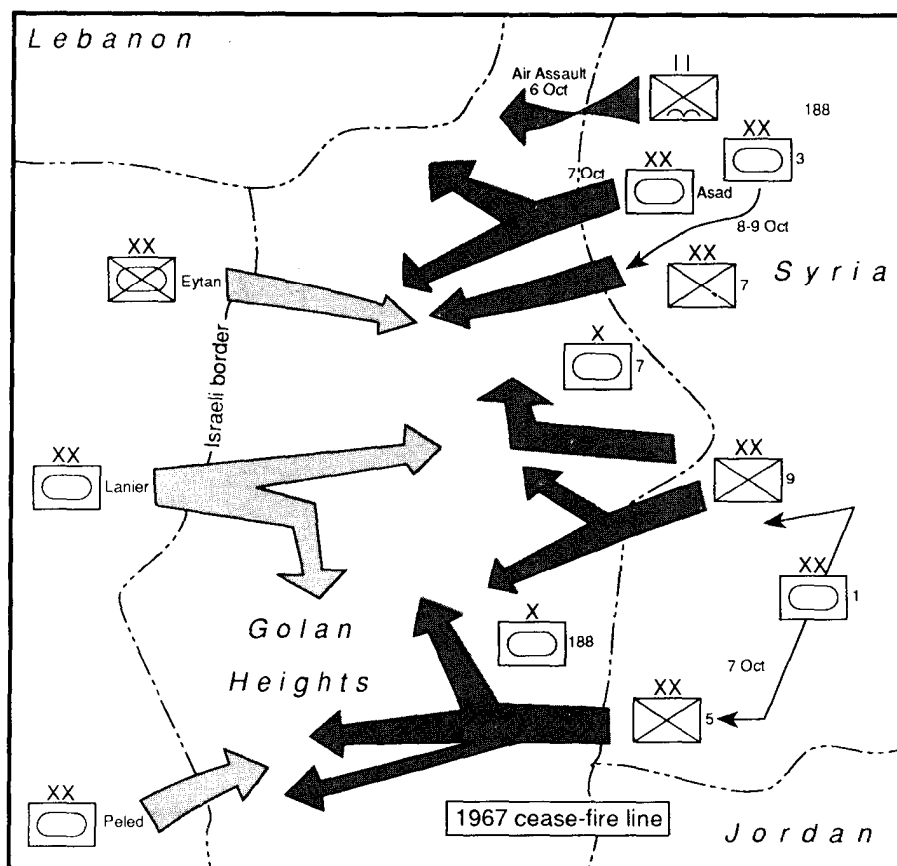 Lebanon
Air Assault
6 Oct
II
188
XX
3
7 Oct
XX
Asad
8-9 Oct
XX
Eytan
XX
7
Syria
X
7
Israeli border
XX
Lanier
XX
9
XX
1
Golan
Heights
X
188
7 Oct
XX
5
XX
Peled
1967 cease-fire line
Jordan